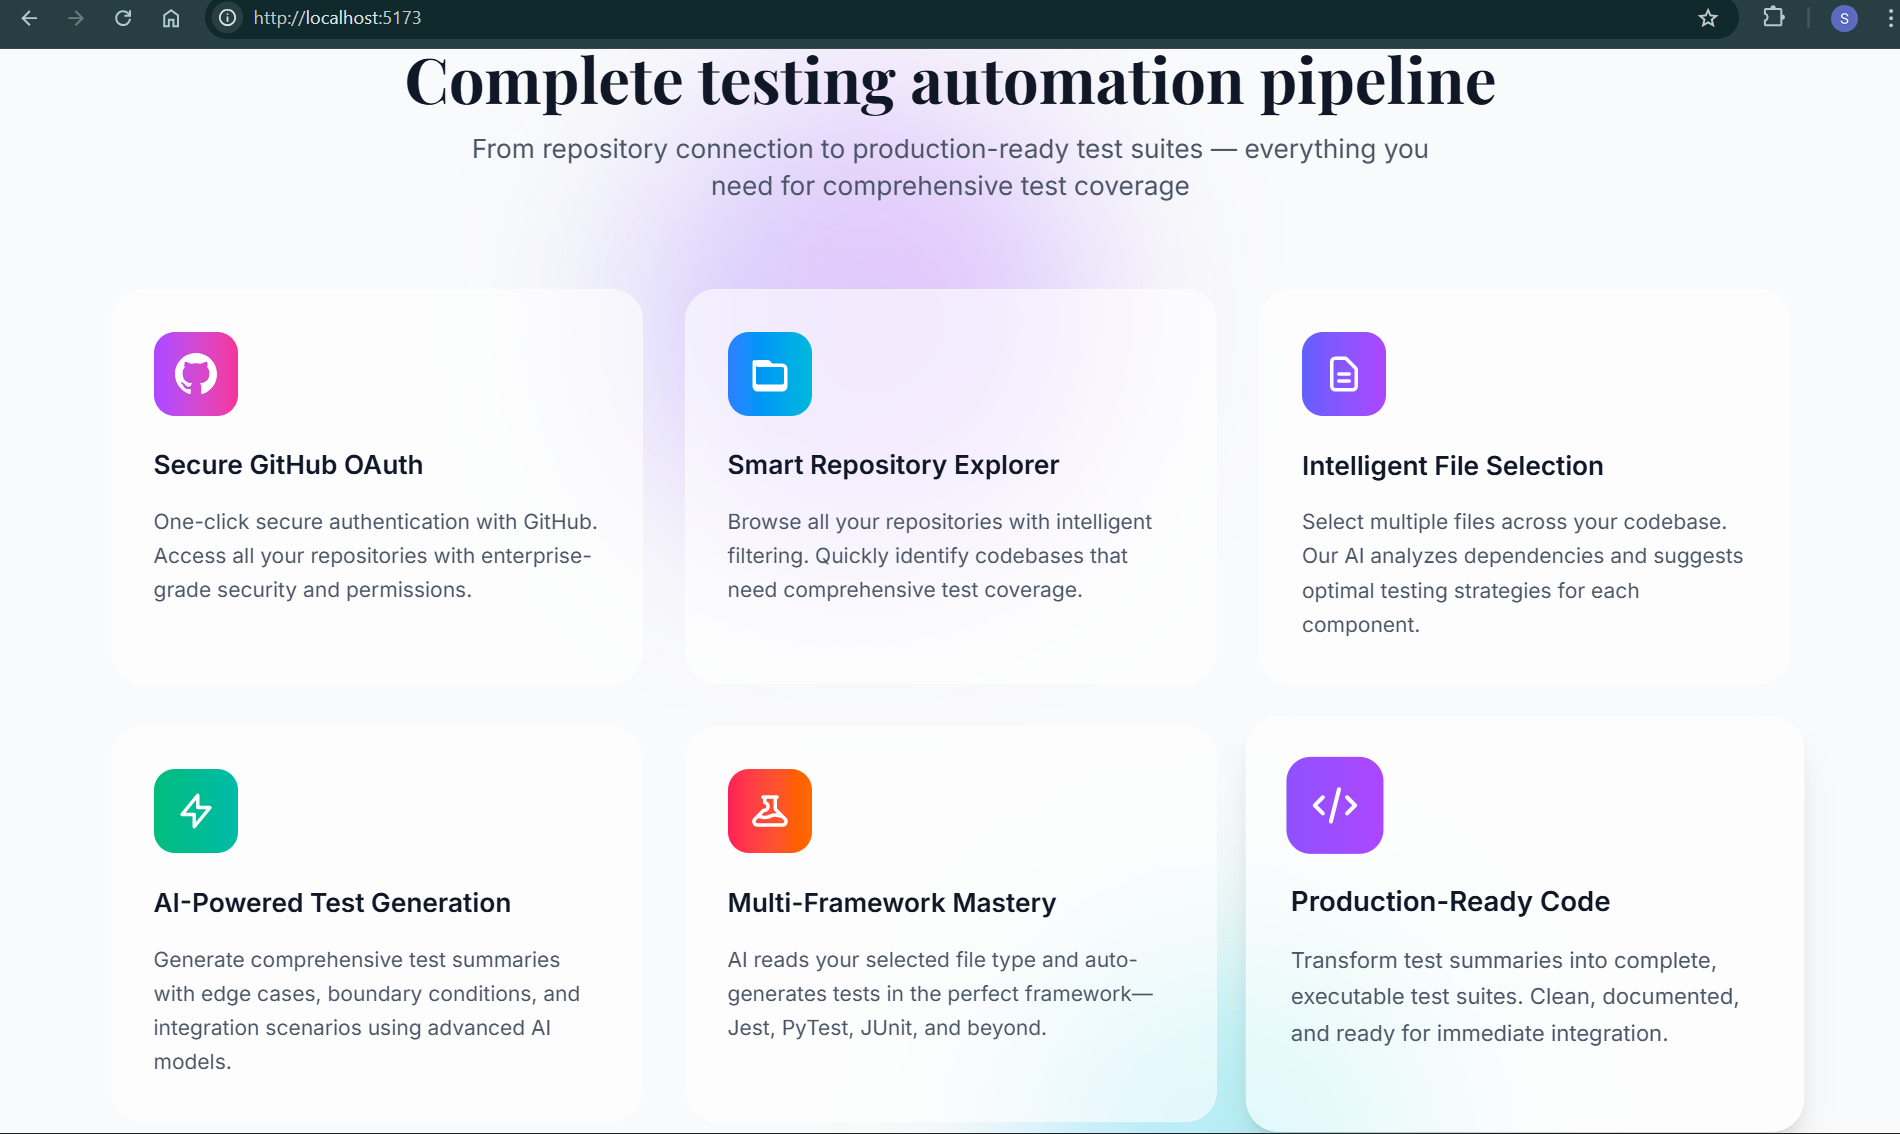 http://localhost:5173
S
Complete testing automation pipeline
From repository connection to production-ready test suites — everything you
need for comprehensive test coverage
Secure GitHub OAuth
One-click secure authentication with GitHub.
Access all your repositories with enterprise-
grade security and permissions.
Smart Repository Explorer
Browse all your repositories with intelligent
filtering. Quickly identify codebases that
need comprehensive test coverage.
Intelligent File Selection
Select multiple files across your codebase.
Our AI analyzes dependencies and suggests
optimal testing strategies for each
component.
AI-Powered Test Generation
Generate comprehensive test summaries
with edge cases, boundary conditions, and
integration scenarios using advanced AI
models.
Multi-Framework Mastery
AI reads your selected file type and auto-
generates tests in the perfect framework—
Jest, PyTest, JUnit, and beyond.
Production-Ready Code
Transform test summaries into complete,
executable test suites. Clean, documented,
and ready for immediate integration.